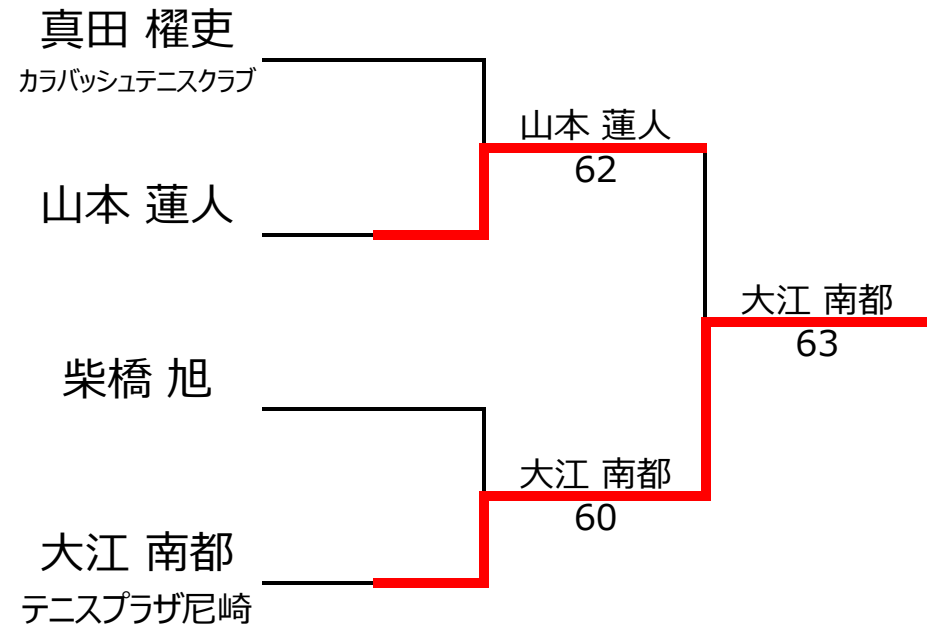 真田 櫂吏
カラバッシュテニスクラブ
山本 蓮人
62
山本 蓮人
大江 南都
63
柴橋 旭
大江 南都
60
大江 南都
テニスプラザ尼崎